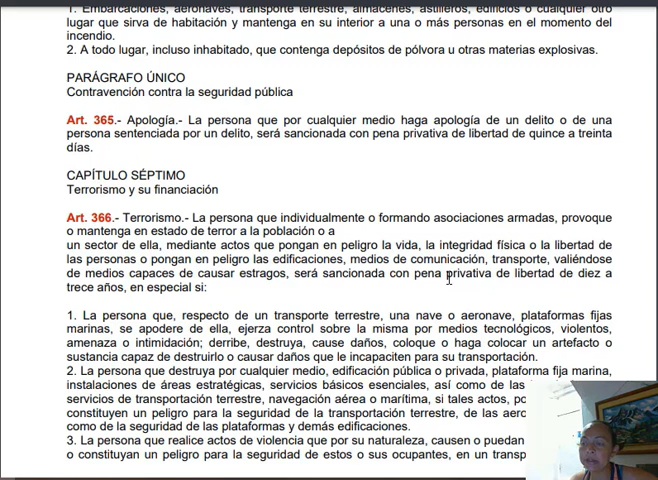 1. Embarcaciones, aeronaves, transporte terrestre, almacenes, astilleros, edificios o cualquier otro
lugar que sirva de habitación y mantenga en su interior a una o más personas en el momento del
incendio.
2. A todo lugar, incluso inhabitado, que contenga depósitos de pólvora u otras materias explosivas.
PARÁGRAFO ÚNICO
Contravención contra la seguridad pública
Art. 365.- Apología.- La persona que por cualquier medio haga apología de un delito o de una
persona sentenciada por un delito, será sancionada con pena privativa de libertad de quince a treinta
días.
CAPÍTULO SÉPTIMO
Terrorismo y su financiación
Art. 366.- Terrorismo.- La persona que individualmente o formando asociaciones armadas, provoque
o mantenga en estado de terror a la población o a
un sector de ella, mediante actos que pongan en peligro la vida, la integridad física o la libertad de
las personas o pongan en peligro las edificaciones, medios de comunicación, transporte, valiéndose
de medios capaces de causar estragos, será sancionada con pena privativa de libertad de diez a
trece años, en especial si:
1. La persona que, respecto de un transporte terrestre, una nave o aeronave, plataformas fijas
marinas, se apodere de ella, ejerza control sobre la misma por medios tecnológicos, violentos,
amenaza o intimidación; derribe, destruya, cause daños, coloque o haga colocar un artefacto o
sustancia capaz de destruirlo o causar daños que le incapaciten para su transportación.
2. La persona que destruya por cualquier medio, edificación pública o privada, plataforma fija marina,
instalaciones de áreas estratégicas, servicios básicos esenciales, así como de las
servicios de transportación terrestre, navegación aérea o marítima, si tales actos,
constituyen un peligro para la seguridad de la transportación terrestre, de las
como de la seguridad de las plataformas y demás edificaciones.
3. La persona que realice actos de violencia que por su naturaleza, causen o puedan
o constituyan un peligro para la seguridad de estos o sus ocupantes, en un